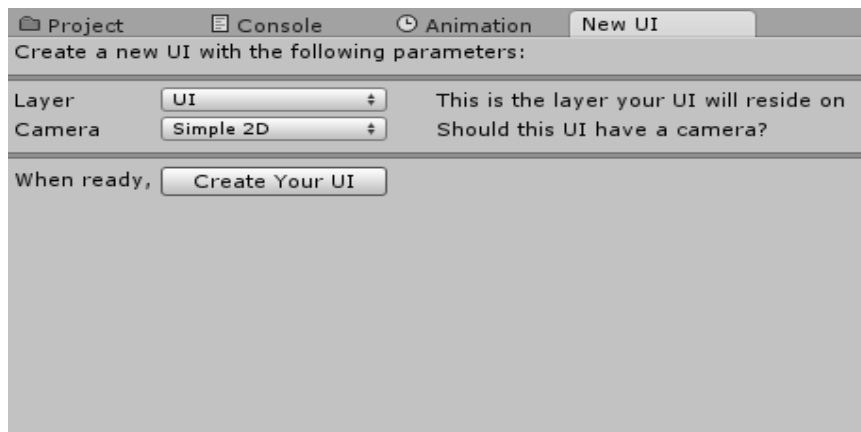 Project Console Animation New UI
Create a new UI with the following parameters:
Layer UI This is the layer your UI will reside on
Camera Simple 2D Should this UI have a camera?
When ready, Create Your UI